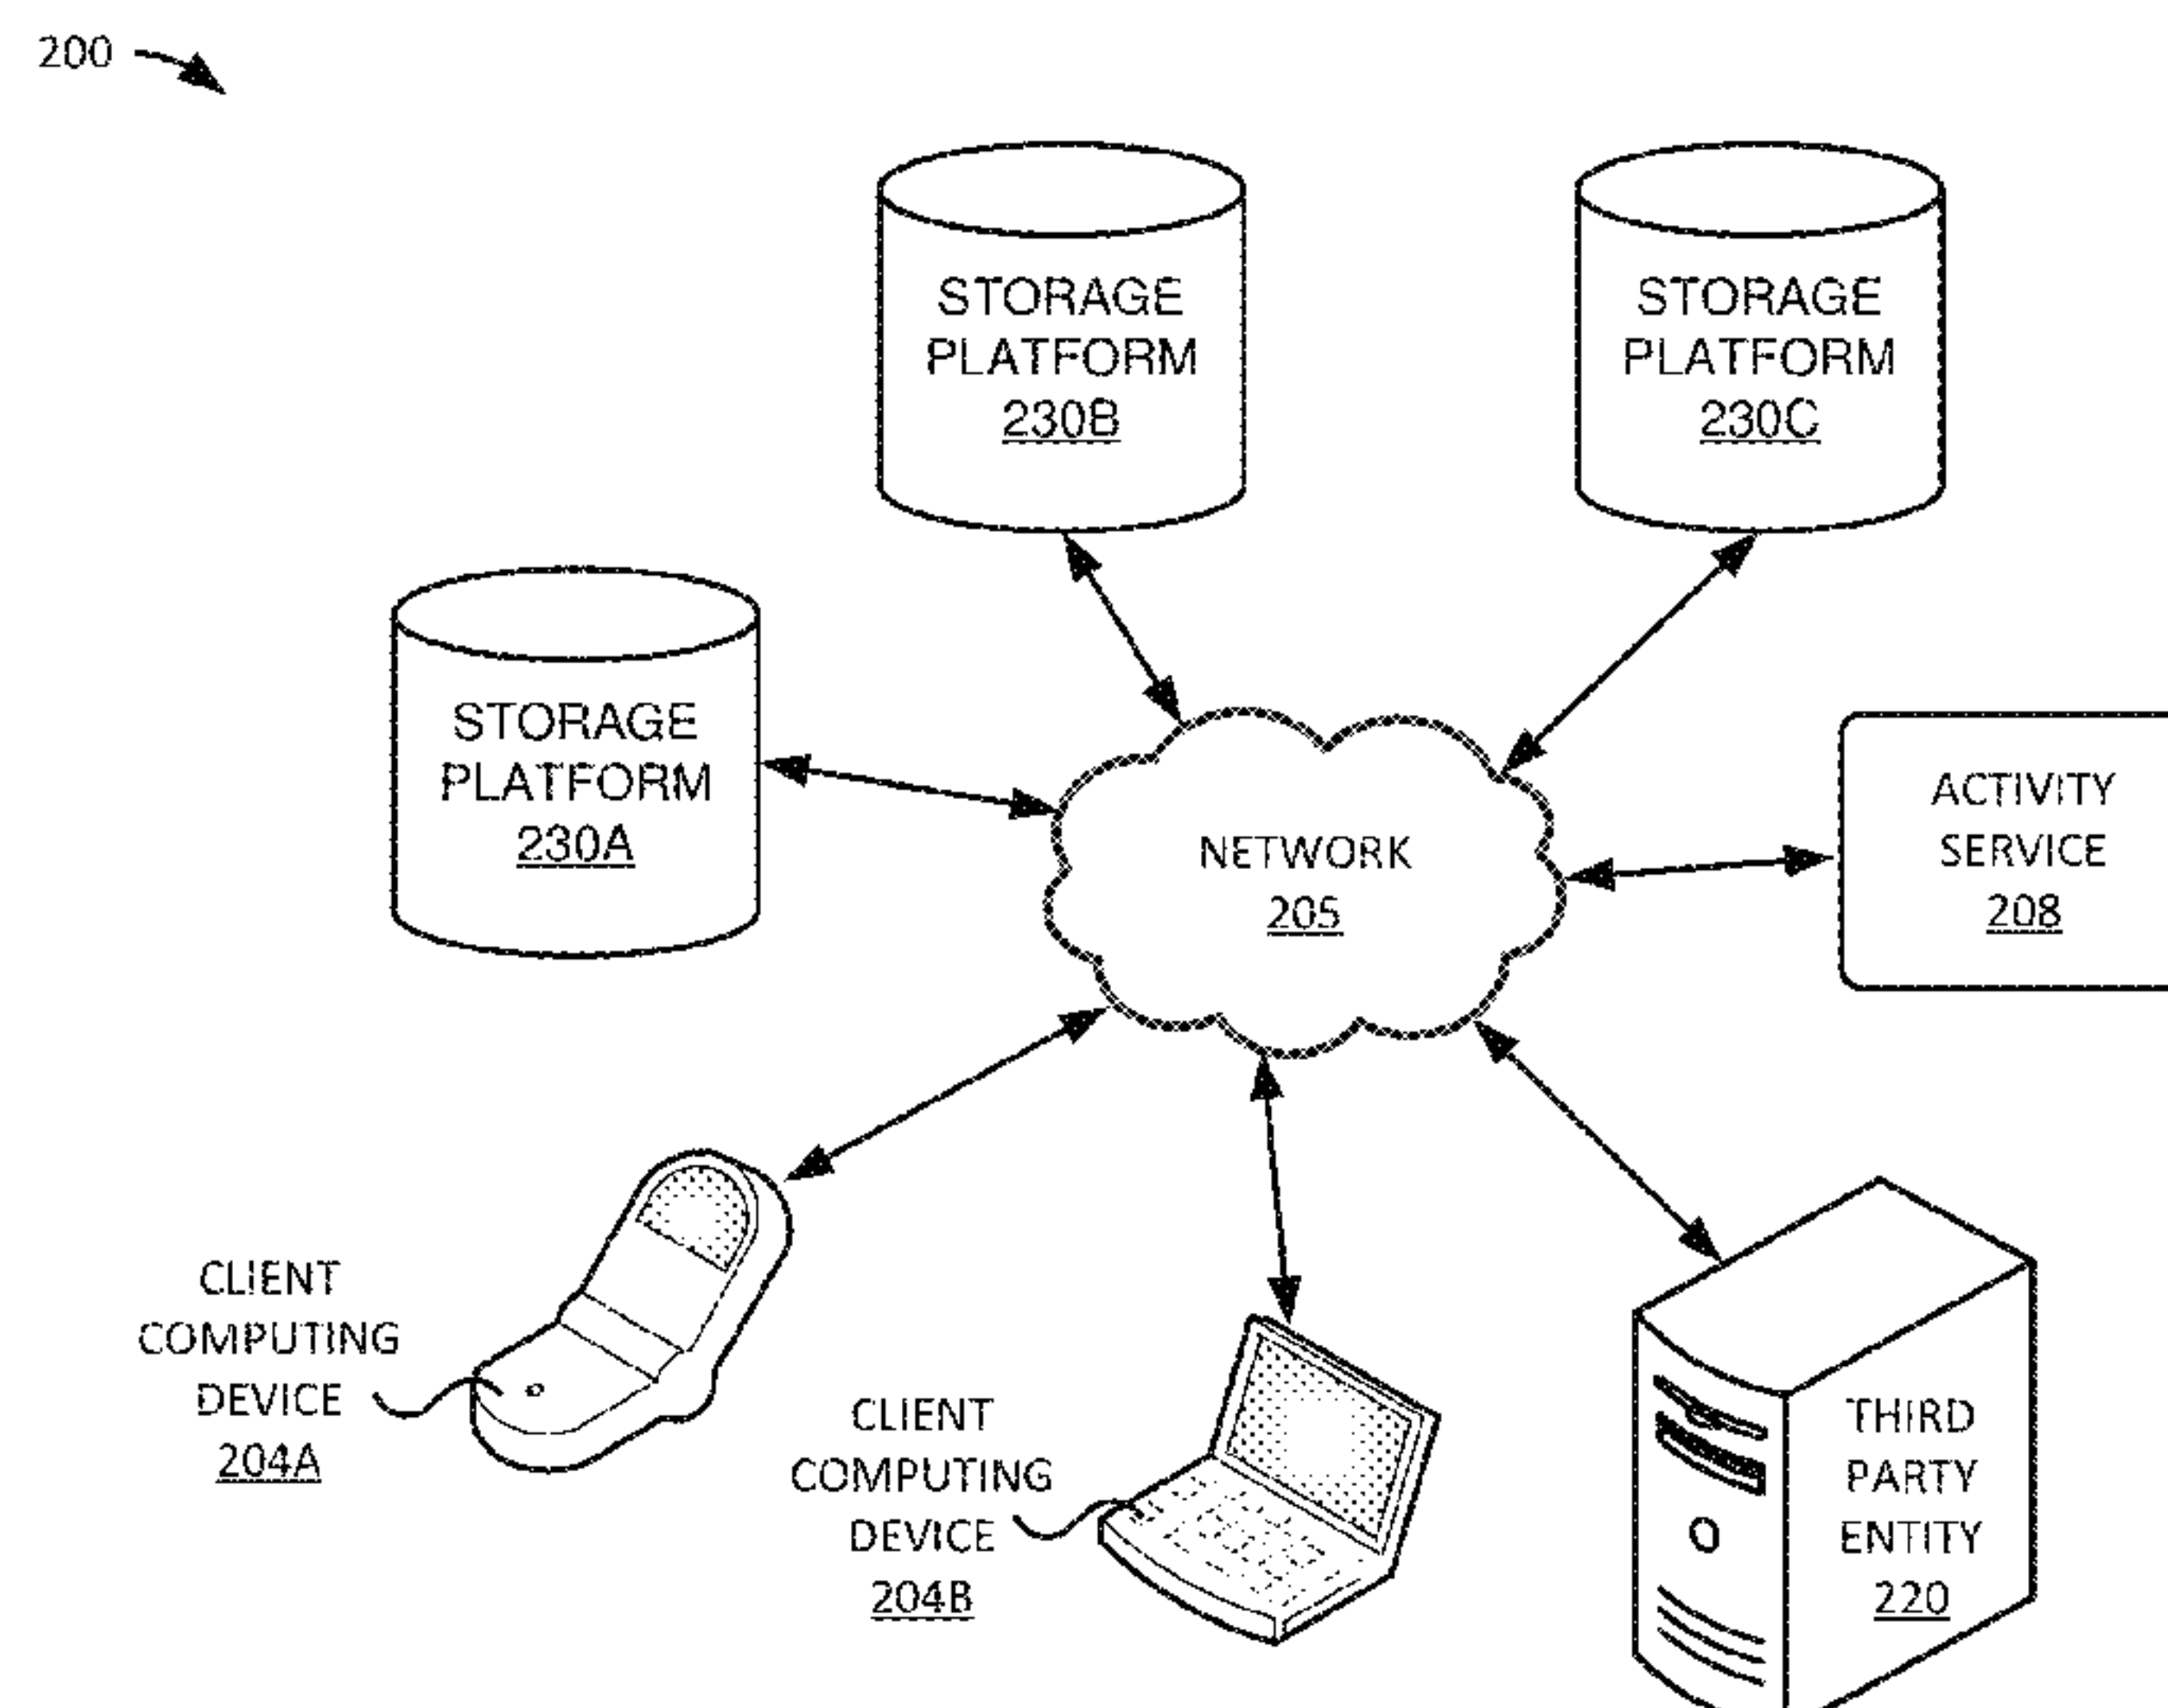 200
STORAGE
PLATFORM
230B
STORAGE
PLATFORM
230C
STORAGE
PLATFORM
230A
NETWORK
205
ACTIVITY
SERVICE
208
CLIENT
COMPUTING
DEVICE
204A
CLIENT
COMPUTING
DEVICE
204B
THIRD
PARTY
ENTITY
220